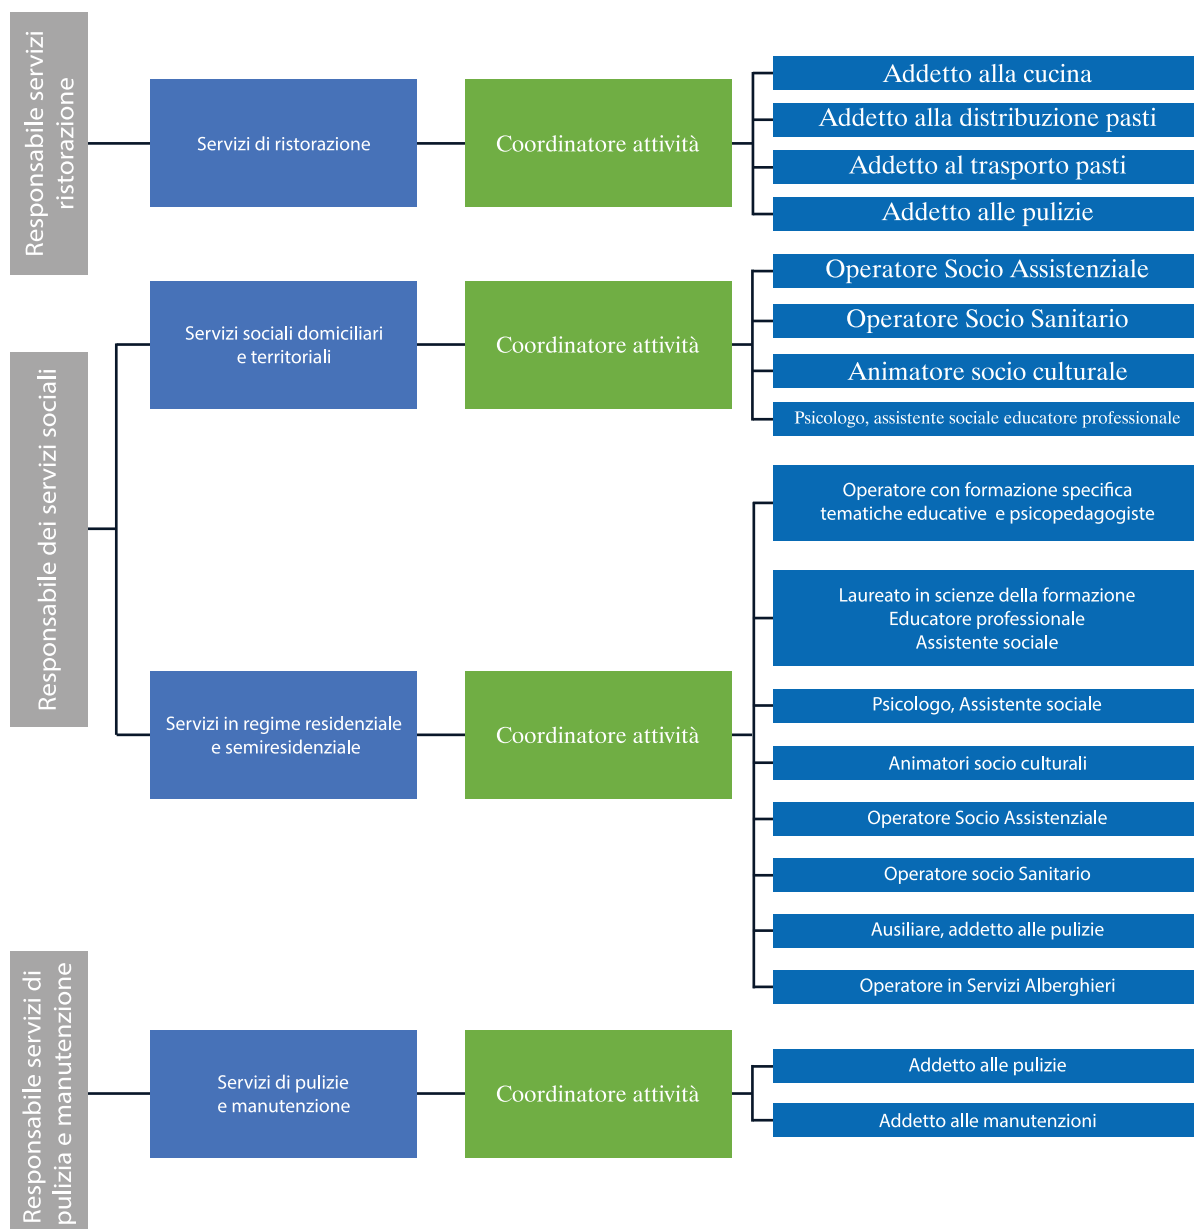 Responsabile servizi
ristorazione
Servizi di ristorazione
Coordinatore attività
Addetto alla cucina
Addetto alla distribuzione pasti
Addetto al trasporto pasti
Addetto alle pulizie
Responsabile dei servizi sociali
Servizi sociali domiciliari
e territoriali
Coordinatore attività
Operatore Socio Assistenziale
Operatore Socio Sanitario
Animatore socio culturale
Psicologo, assistente sociale educatore professionale
Servizi in regime residenziale
e semiresidenziale
Coordinatore attività
Operatore con formazione specifica
tematiche educative e psicopedagogiste
Laureato in scienze della formazione
Educatore professionale
Assistente sociale
Psicologo, Assistente sociale
Animatori socio culturali
Operatore Socio Assistenziale
Operatore socio Sanitario
Ausiliare, addetto alle pulizie
Operatore in Servizi Alberghieri
Responsabile servizi di
pulizia e manutenzione
Servizi di pulizie
e manutenzione
Coordinatore attività
Addetto alle pulizie
Addetto alle manutenzioni